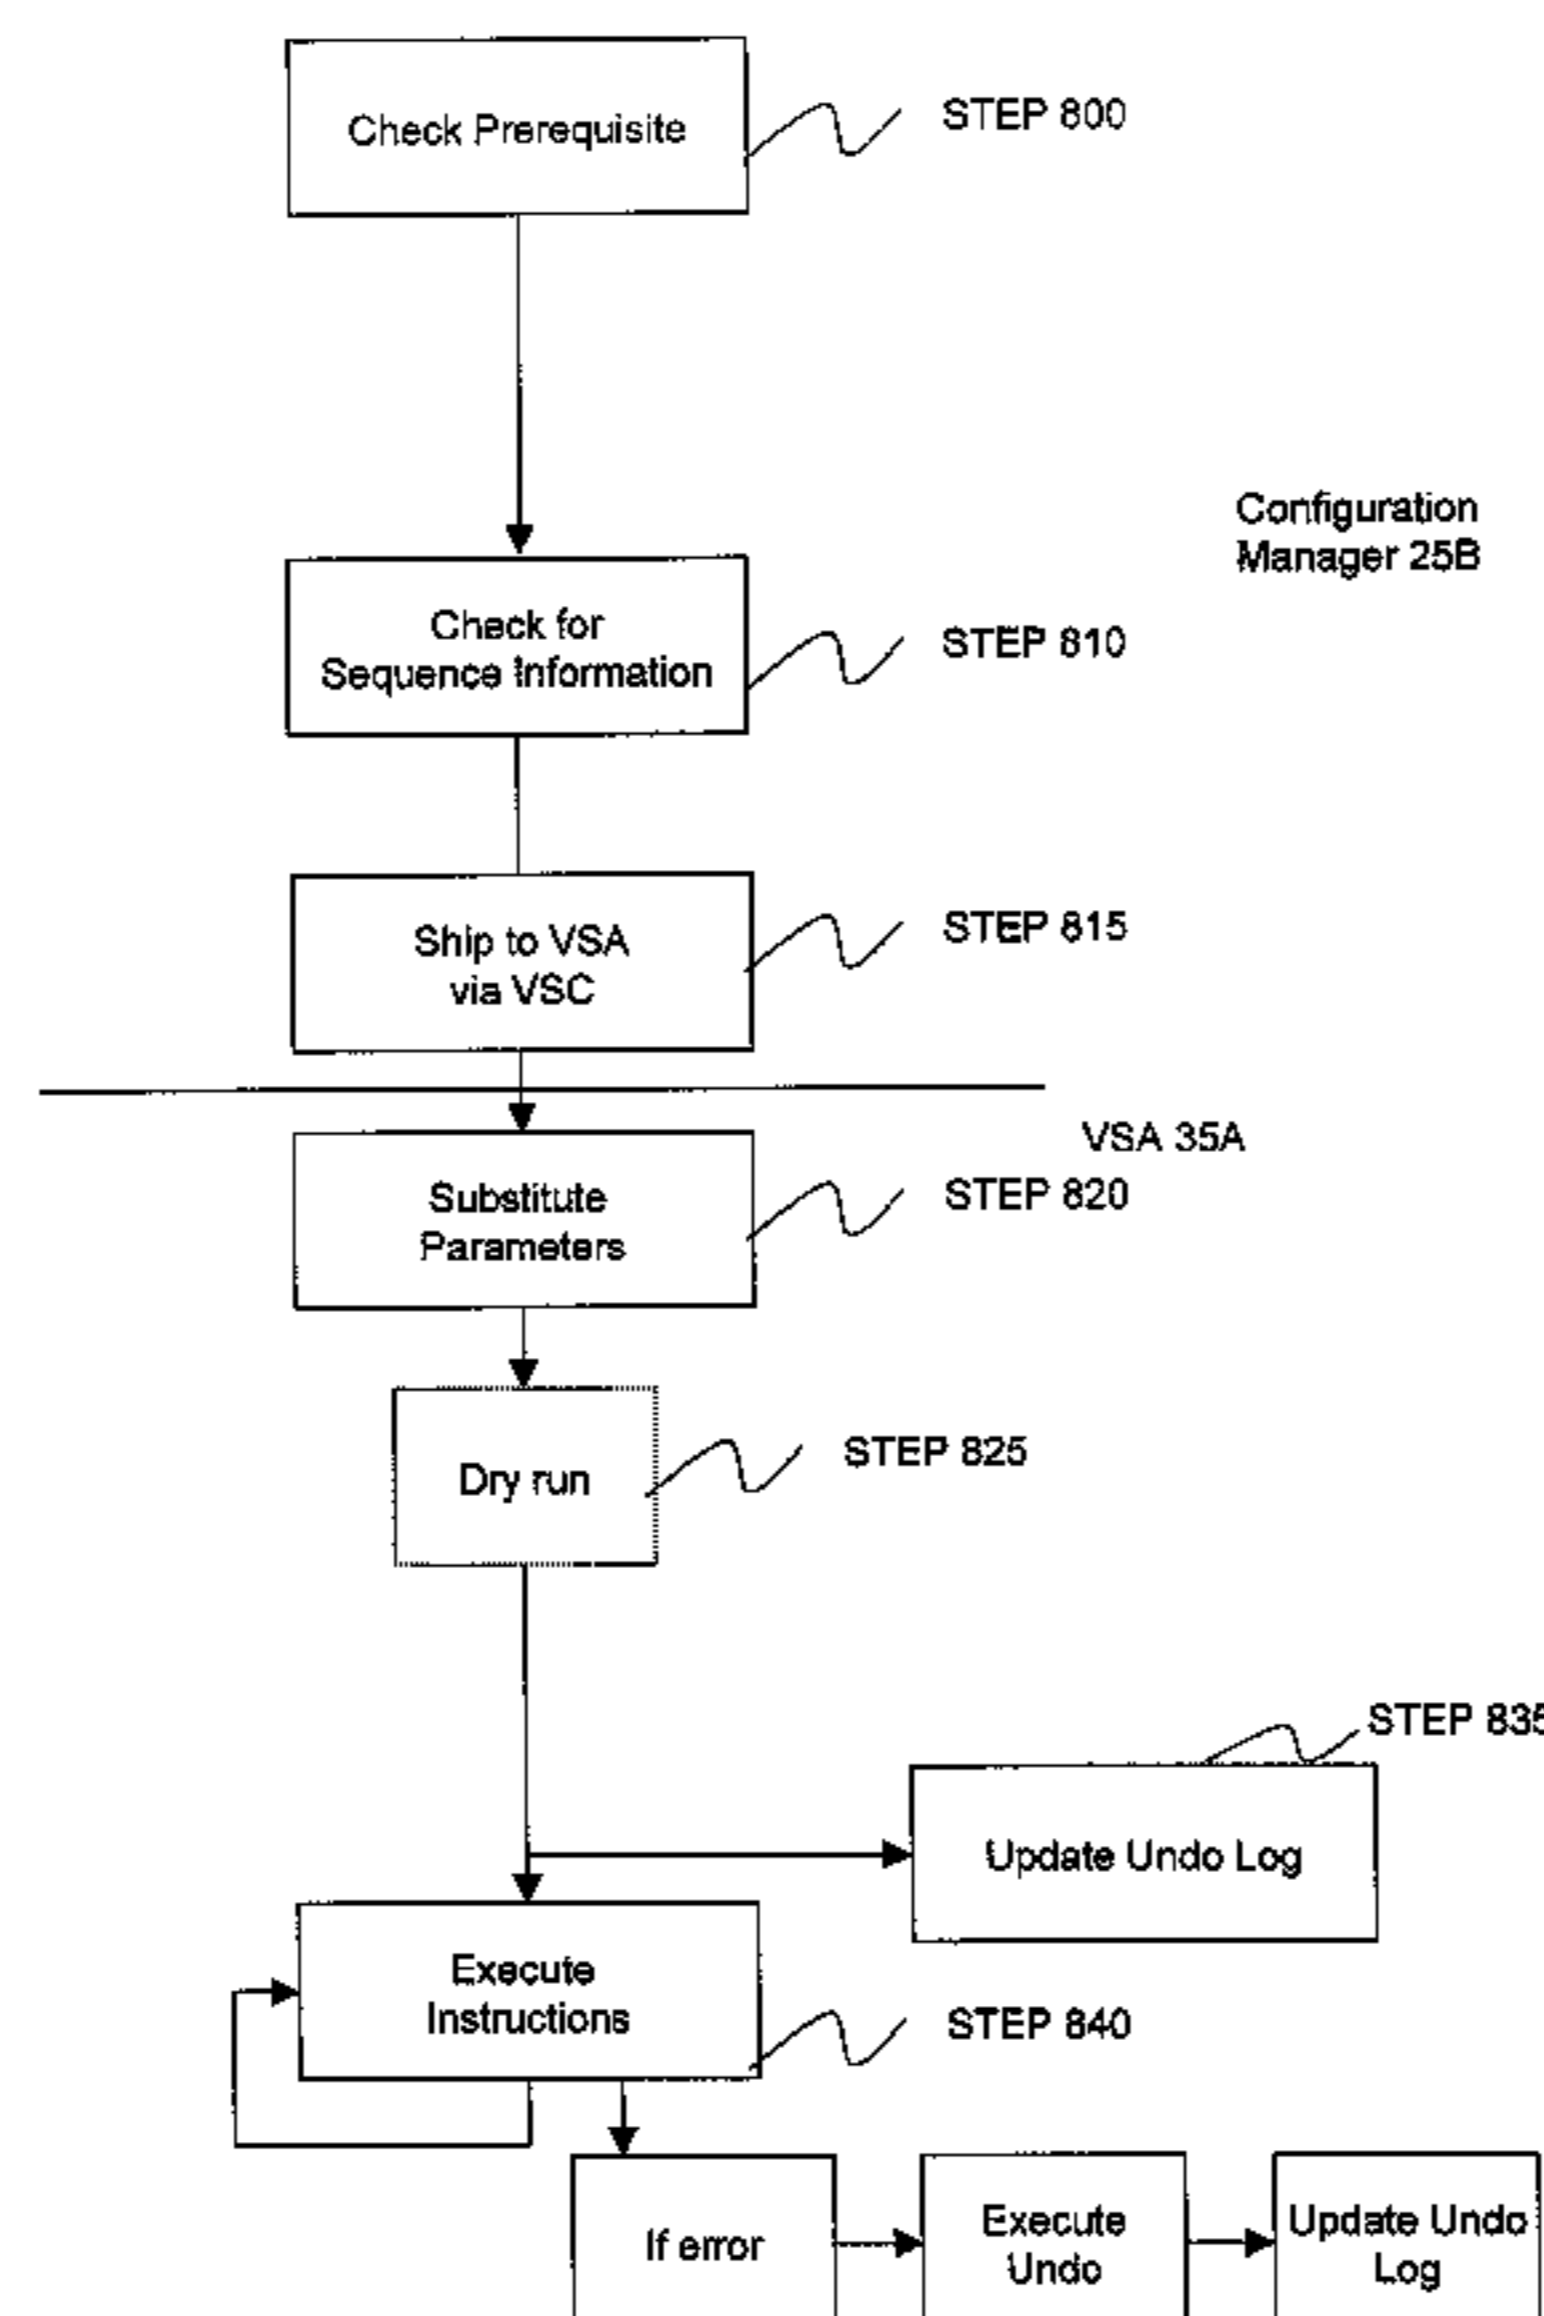 Check Prerequisite
STEP 800
Configuration
Manager 25B
Check for
Sequence Information
STEP 810
Ship to VSA
via VSC
STEP 815
VSA 35A
Substitute
Parameters
STEP 820
Dry run
STEP 825
STEP 835
Update Undo Log
Execute
Instructions
STEP 840
If error
Execute
Undo
Update Undo
Log